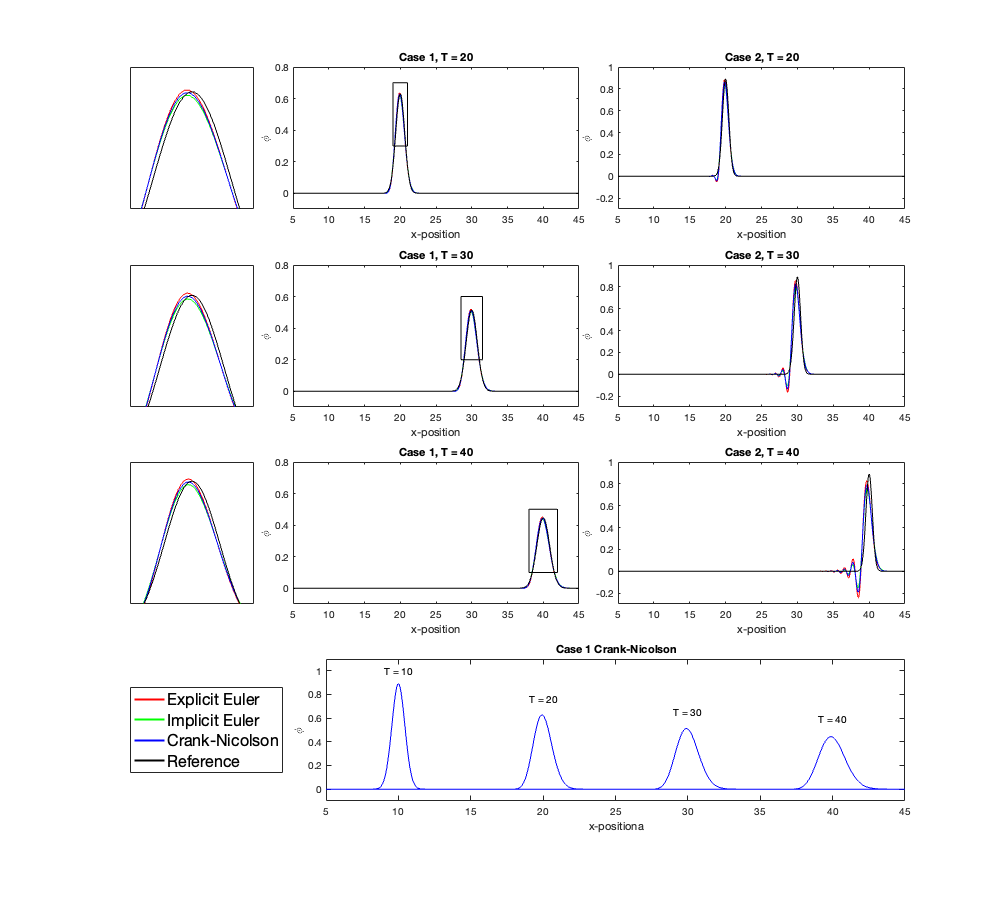 Case 1, T = 20
0.8
0.6
0.4
0.2
0
5 10 15 20 25 30 35 40 45
x-position
Case 2, T = 20
1
0.8
0.6
0.4
0.2
0
-0.2
5 10 15 20 25 30 35 40 45
x-position
Case 1, T = 30
0.8
0.6
0.4
0.2
0
5 10 15 20 25 30 35 40 45
x-position
Case 2, T = 30
1
0.8
0.6
0.4
0.2
0
-0.2
5 10 15 20 25 30 35 40 45
x-position
Case 1, T = 40
0.8
0.6
0.4
0.2
0
5 10 15 20 25 30 35 40 45
x-position
Case 2, T = 40
1
0.8
0.6
0.4
0.2
0
-0.2
5 10 15 20 25 30 35 40 45
x-position
Explicit Euler
Implicit Euler
Crank-Nicolson
Reference
Case 1 Crank-Nicolson
T = 10
T = 20
T = 30
T = 40
1
0.8
0.6
0.4
0.2
0
5 10 15 20 25 30 35 40 45
x-positiona